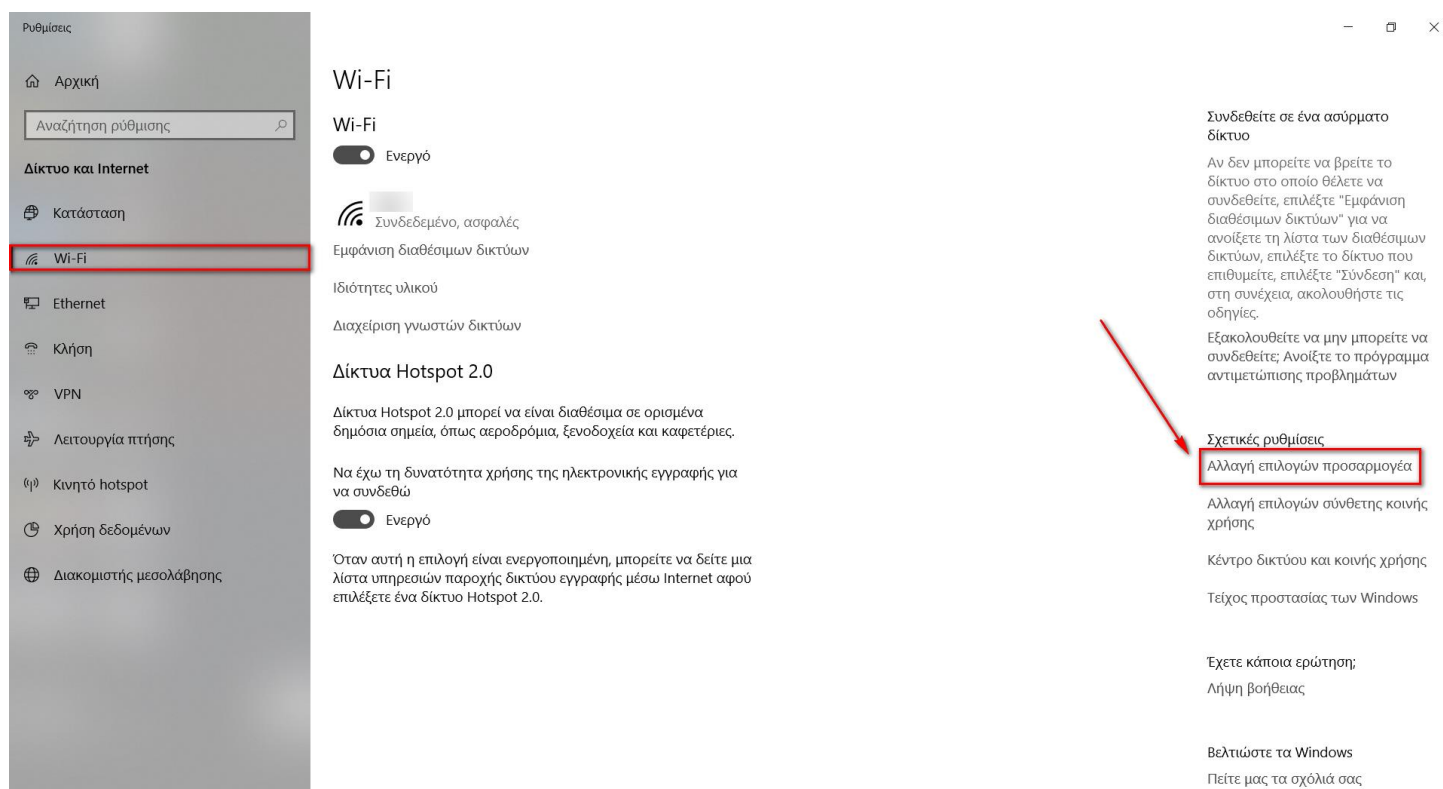 Ρυθμίσεις
Αρχική
Αναζήτηση ρύθμισης
Δίκτυο και Internet
Κατάσταση
Wi-Fi
Ethernet
Κλήση
VPN
Λειτουργία πτήσης
Κινητό hotspot
Χρήση δεδομένων
Διακομιστής μεσολάβησης
Wi-Fi
Wi-Fi
Ενεργό
Συνδεδεμένο, ασφαλές
Εμφάνιση διαθέσιμων δικτύων
Ιδιότητες υλικού
Διαχείριση γνωστών δικτύων
Δίκτυα Hotspot 2.0
Δίκτυα Hotspot 2.0 μπορεί να είναι διαθέσιμα σε ορισμένα
δημόσια σημεία, όπως αεροδρόμια, ξενοδοχεία και καφετέριες.
Να έχω τη δυνατότητα χρήσης της ηλεκτρονικής εγγραφής για
να συνδεθώ
Ενεργό
Όταν αυτή η επιλογή είναι ενεργοποιημένη, μπορείτε να δείτε μια
λίστα υπηρεσιών παροχής δικτύου εγγραφής μέσω Internet αφού
επιλέξετε ένα δίκτυο Hotspot 2.0.
Συνδεθείτε σε ένα ασύρματο
δίκτυο
Αν δεν μπορείτε να βρείτε το
δίκτυο στο οποίο θέλετε να
συνδεθείτε, επιλέξτε "Εμφάνιση
διαθέσιμων δικτύων" για να
ανοίξετε τη λίστα των διαθέσιμων
δικτύων, επιλέξτε το δίκτυο που
επιθυμείτε, επιλέξτε "Σύνδεση" και,
στη συνέχεια, ακολουθήστε τις
οδηγίες.
Εξακολουθείτε να μην μπορείτε να
συνδεθείτε; Ανοίξτε το πρόγραμμα
αντιμετώπισης προβλημάτων
Σχετικές ρυθμίσεις
Αλλαγή επιλογών προσαρμογέα
Αλλαγή επιλογών σύνθετης κοινής
χρήσης
Κέντρο δικτύου και κοινής χρήσης
Τείχος προστασίας των Windows
Έχετε κάποια ερώτηση;
Λήψη βοήθειας
Βελτιώστε τα Windows
Πείτε μας τα σχόλιά σας